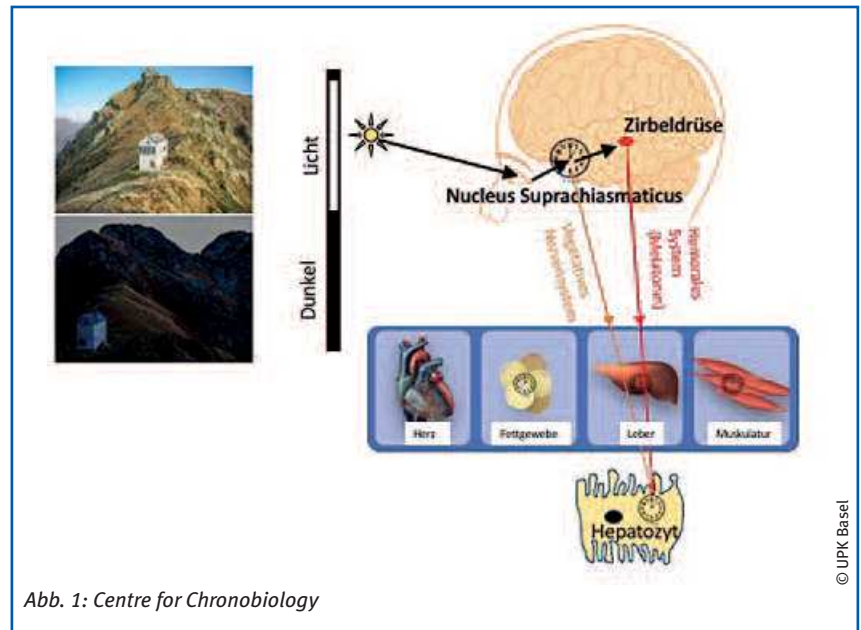 Licht
Dunkel
Zirbeldrüse
Nucleus Suprachiasmaticus
Vegetatives
Nervensystem
Humorales
System
(Melatonin)
Herz
Fettgewebe
Leber
Muskulatur
Hepatozyt
© UPK Basel
Abb. 1: Centre for Chronobiology